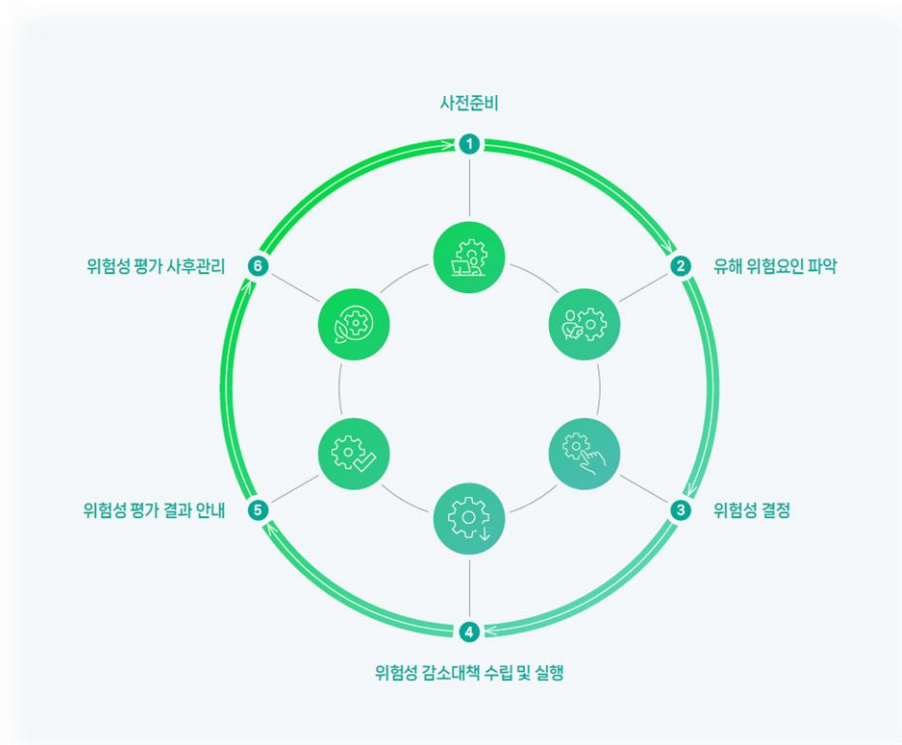 사전준비
1
2
유해 위험요인 파악
3
위험성 결정
4
위험성 감소대책 수립 및 실행
5
위험성 평가 결과 안내
6
위험성 평가 사후관리